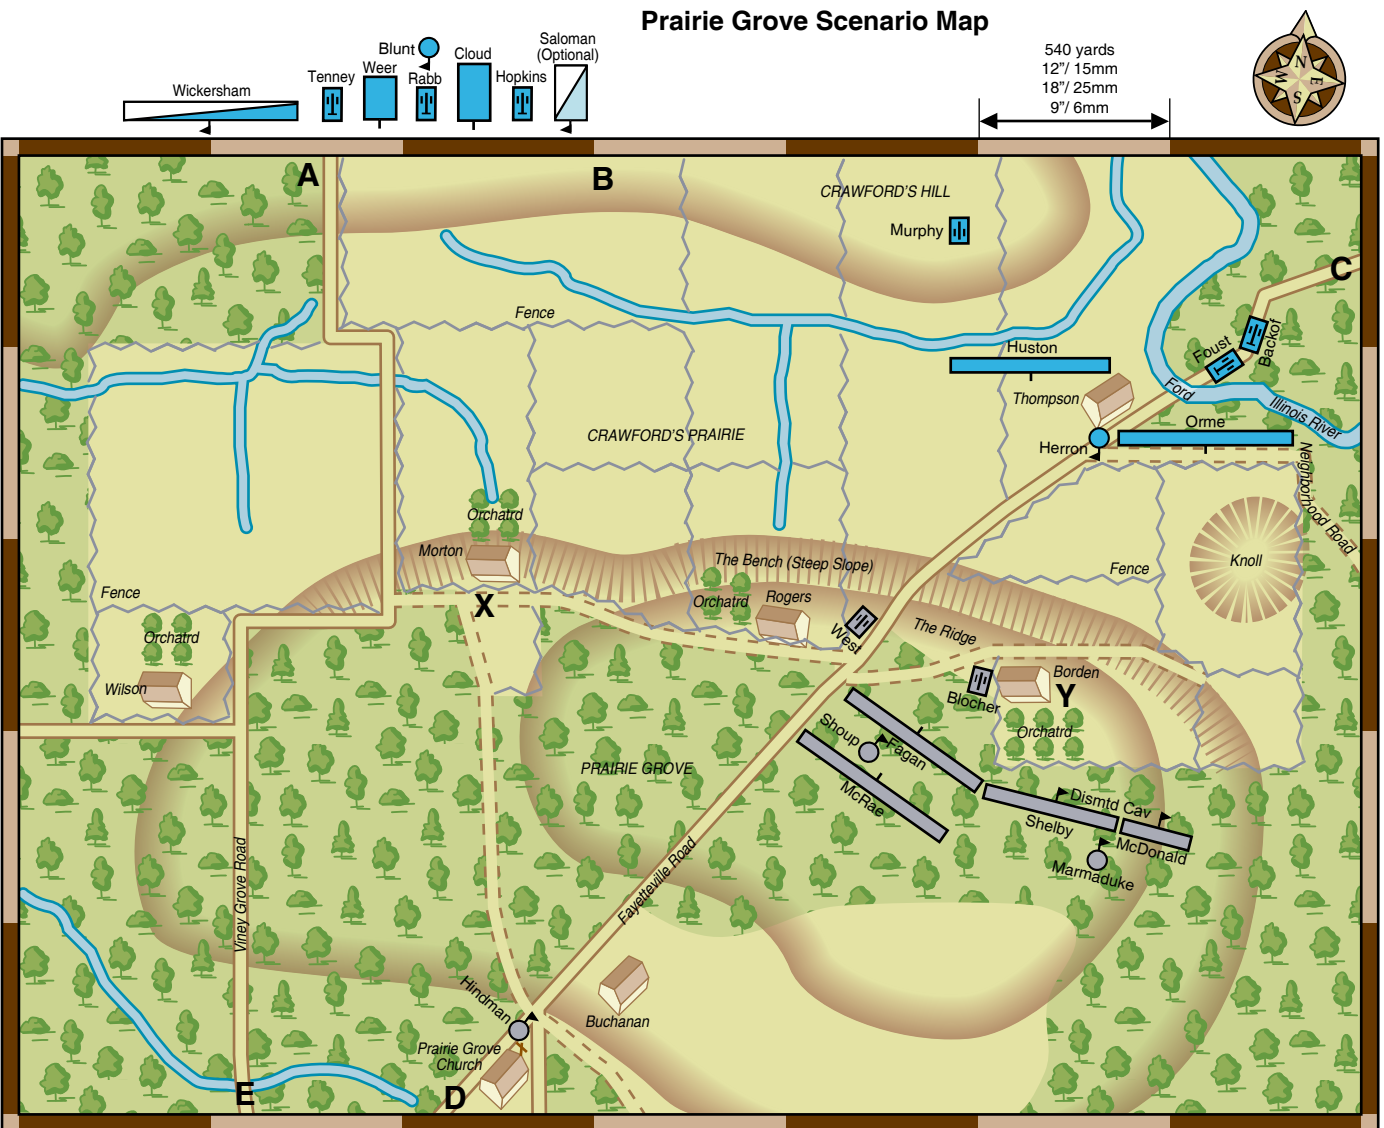 Prairie Grove Scenario Map
Blunt
Saloman
(Optional)
Cloud
Weer
Tenney
Rabb
Hopkins
Wickersham
540 yards
12”/ 15mm
18”/ 25mm
9”/ 6mm
N
E
S
W
A
B
CRAWFORD'S HILL
Murphy
C
Fence
Huston
Foust
Backof
Thompson
Ford
Illinois River
Orme
CRAWFORD'S PRAIRIE
Herron
Neighborhood Road
Orchatrd
Morton
The Bench (Steep Slope)
Knoll
Fence
Fence
X
Orchatrd
Rogers
West
The Ridge
Orchatrd
Wilson
Borden
Y
Blocher
Orchatrd
Shoup
Fagan
PRAIRIE GROVE
McRae
Dismtd Cav
Shelby
McDonald
Marmaduke
Viney Grove Road
Fayetteville Road
Hindman
Buchanan
Prairie Grove
Church
E
D